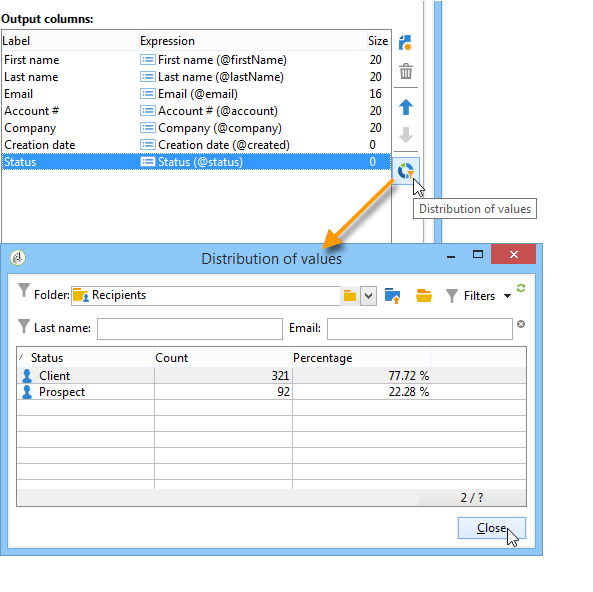 Output columns:
Label Expression Size
First name First name (@firstName) 20
Last name Last name (@lastName) 20
Email Email (@email) 16
Account # Account # (@account) 20
Company Company (@company) 20
Creation date Creation date (@created) 0
Status Status (@status) 0
Distribution of values
Distribution of values
Folder: Recipients Filters
Last name: Email:
Status Count Percentage
Client 321 77.72 %
Prospect 92 22.28 %
2 / ?
Close